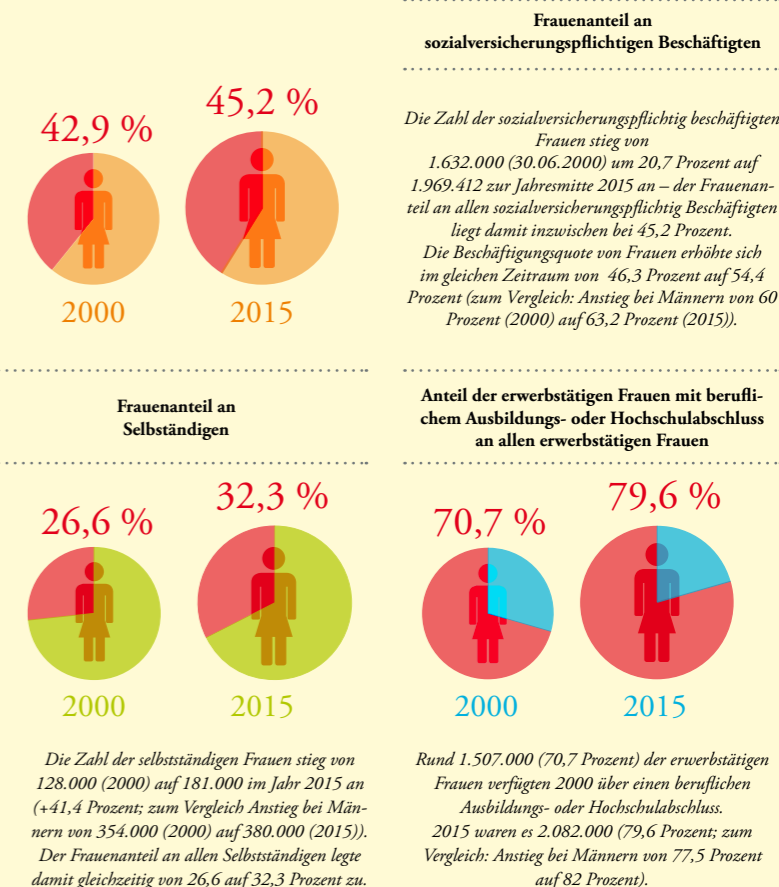 Frauenanteil an
sozialversicherungspflichtigen Beschäftigten
42,9 %
45,2 %
2000
2015
Die Zahl der sozialversicherungspflichtig beschäftigten
Frauen stieg von
1.632.000 (30.06.2000) um 20,7 Prozent auf
1.969.412 zur Jahresmitte 2015 an – der Frauenan-
teil an allen sozialversicherungspflichtig Beschäftigten
liegt damit inzwischen bei 45,2 Prozent.
Die Beschäftigungsquote von Frauen erhöhte sich
im gleichen Zeitraum von 46,3 Prozent auf 54,4
Prozent (zum Vergleich: Anstieg bei Männern von 60
Prozent (2000) auf 63,2 Prozent (2015)).
Frauenanteil an
Selbständigen
26,6 %
32,3 %
2000
2015
Die Zahl der selbstständigen Frauen stieg von
128.000 (2000) auf 181.000 im Jahr 2015 an
(+41,4 Prozent; zum Vergleich Anstieg bei Män-
nern von 354.000 (2000) auf 380.000 (2015)).
Der Frauenanteil an allen Selbstständigen legte
damit gleichzeitig von 26,6 auf 32,3 Prozent zu.
Anteil der erwerbstätigen Frauen mit berufli-
chem Ausbildungs- oder Hochschulabschluss
an allen erwerbstätigen Frauen
70,7 %
79,6 %
2000
2015
Rund 1.507.000 (70,7 Prozent) der erwerbstätigen
Frauen verfügten 2000 über einen beruflichen
Ausbildungs- oder Hochschulabschluss.
2015 waren es 2.082.000 (79,6 Prozent; zum
Vergleich: Anstieg bei Männern von 77,5 Prozent
auf 82 Prozent).